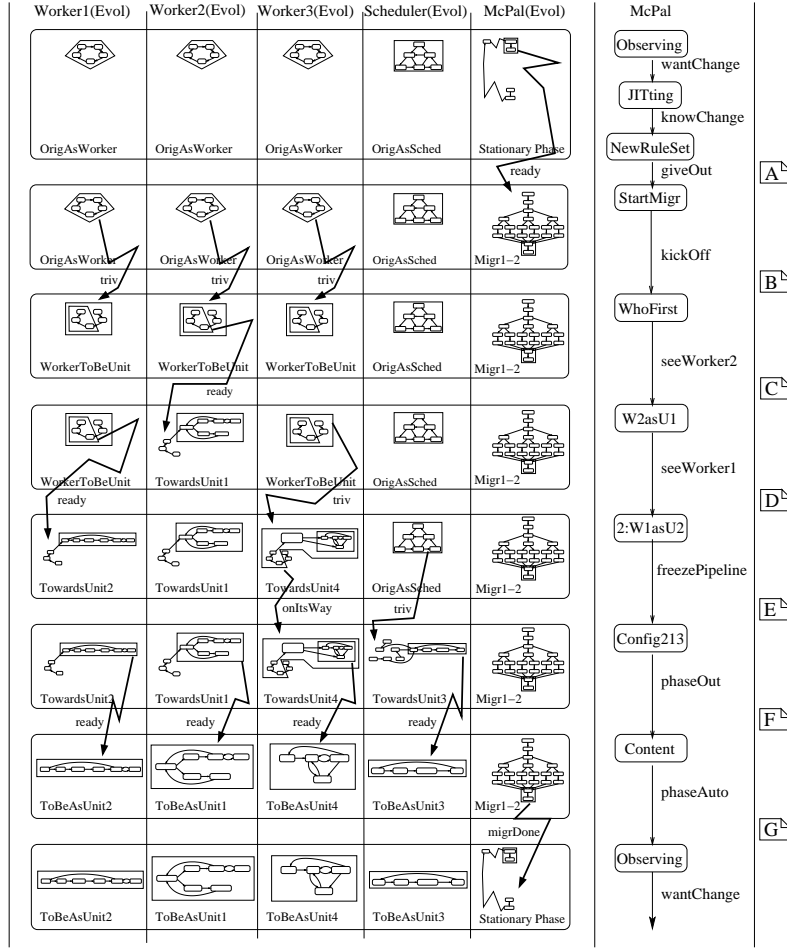 Worker1(Evol) Worker2(Evol) Worker3(Evol) Scheduler(Evol) McPal(Evol) McPal
Observing
wantChange
JITting
knowChange
OrigAsWorker OrigAsWorker OrigAsWorker OrigAsSched Stationary Phase NewRuleSet
ready giveOut A
StartMigr
OrigAsWorker OrigAsWorker OrigAsWorker OrigAsSched Migr1−2 kickOff
triv triv triv B
WhoFirst
WorkerToBeUnit WorkerToBeUnit WorkerToBeUnit OrigAsSched Migr1−2 seeWorker2
ready C
W2asU1
WorkerToBeUnit TowardsUnit1 WorkerToBeUnit OrigAsSched Migr1−2 seeWorker1
ready triv D
2:W1asU2
TowardsUnit2 TowardsUnit1 TowardsUnit4 OrigAsSched Migr1−2 freezePipeline
onItsWay triv E
Config213
TowardsUnit2 TowardsUnit1 TowardsUnit4 TowardsUnit3 Migr1−2 phaseOut
ready ready ready ready F
Content
ToBeAsUnit2 ToBeAsUnit1 ToBeAsUnit4 ToBeAsUnit3 Migr1−2 phaseAuto
migrDone G
Observing
wantChange
ToBeAsUnit2 ToBeAsUnit1 ToBeAsUnit4 ToBeAsUnit3 Stationary Phase